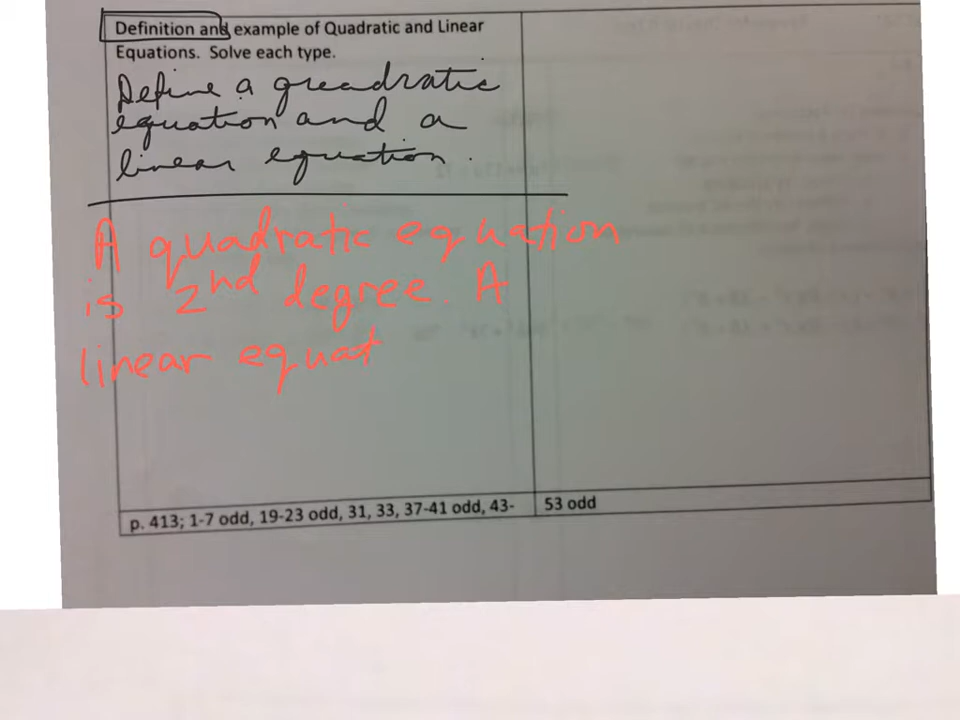 Definition and example of Quadratic and Linear
Equations. Solve each type.
Define a quadratic
equation and a
linear equation.
A quadratic equation
is 2nd degree. A
linear equat
p. 413; 1-7 odd, 19-23 odd, 31, 33, 37-41 odd, 43-
53 odd